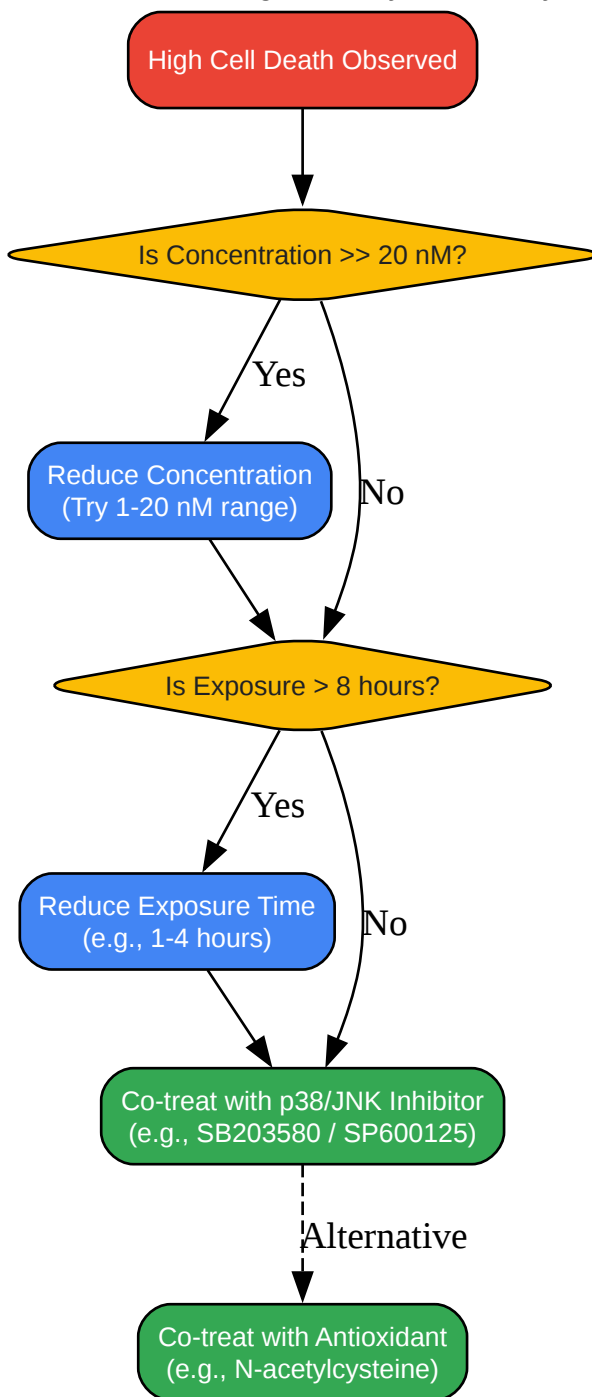 High Cell Death Observed
Is Concentration >> 20 nM?
Yes
Reduce Concentration
(Try 1-20 nM range)
No
Is Exposure > 8 hours?
Yes
Reduce Exposure Time
(e.g., 1-4 hours)
No
Co-treat with p38/JNK Inhibitor
(e.g., SB203580 / SP600125)
Alternative
Co-treat with Antioxidant
(e.g., N-acetylcysteine)